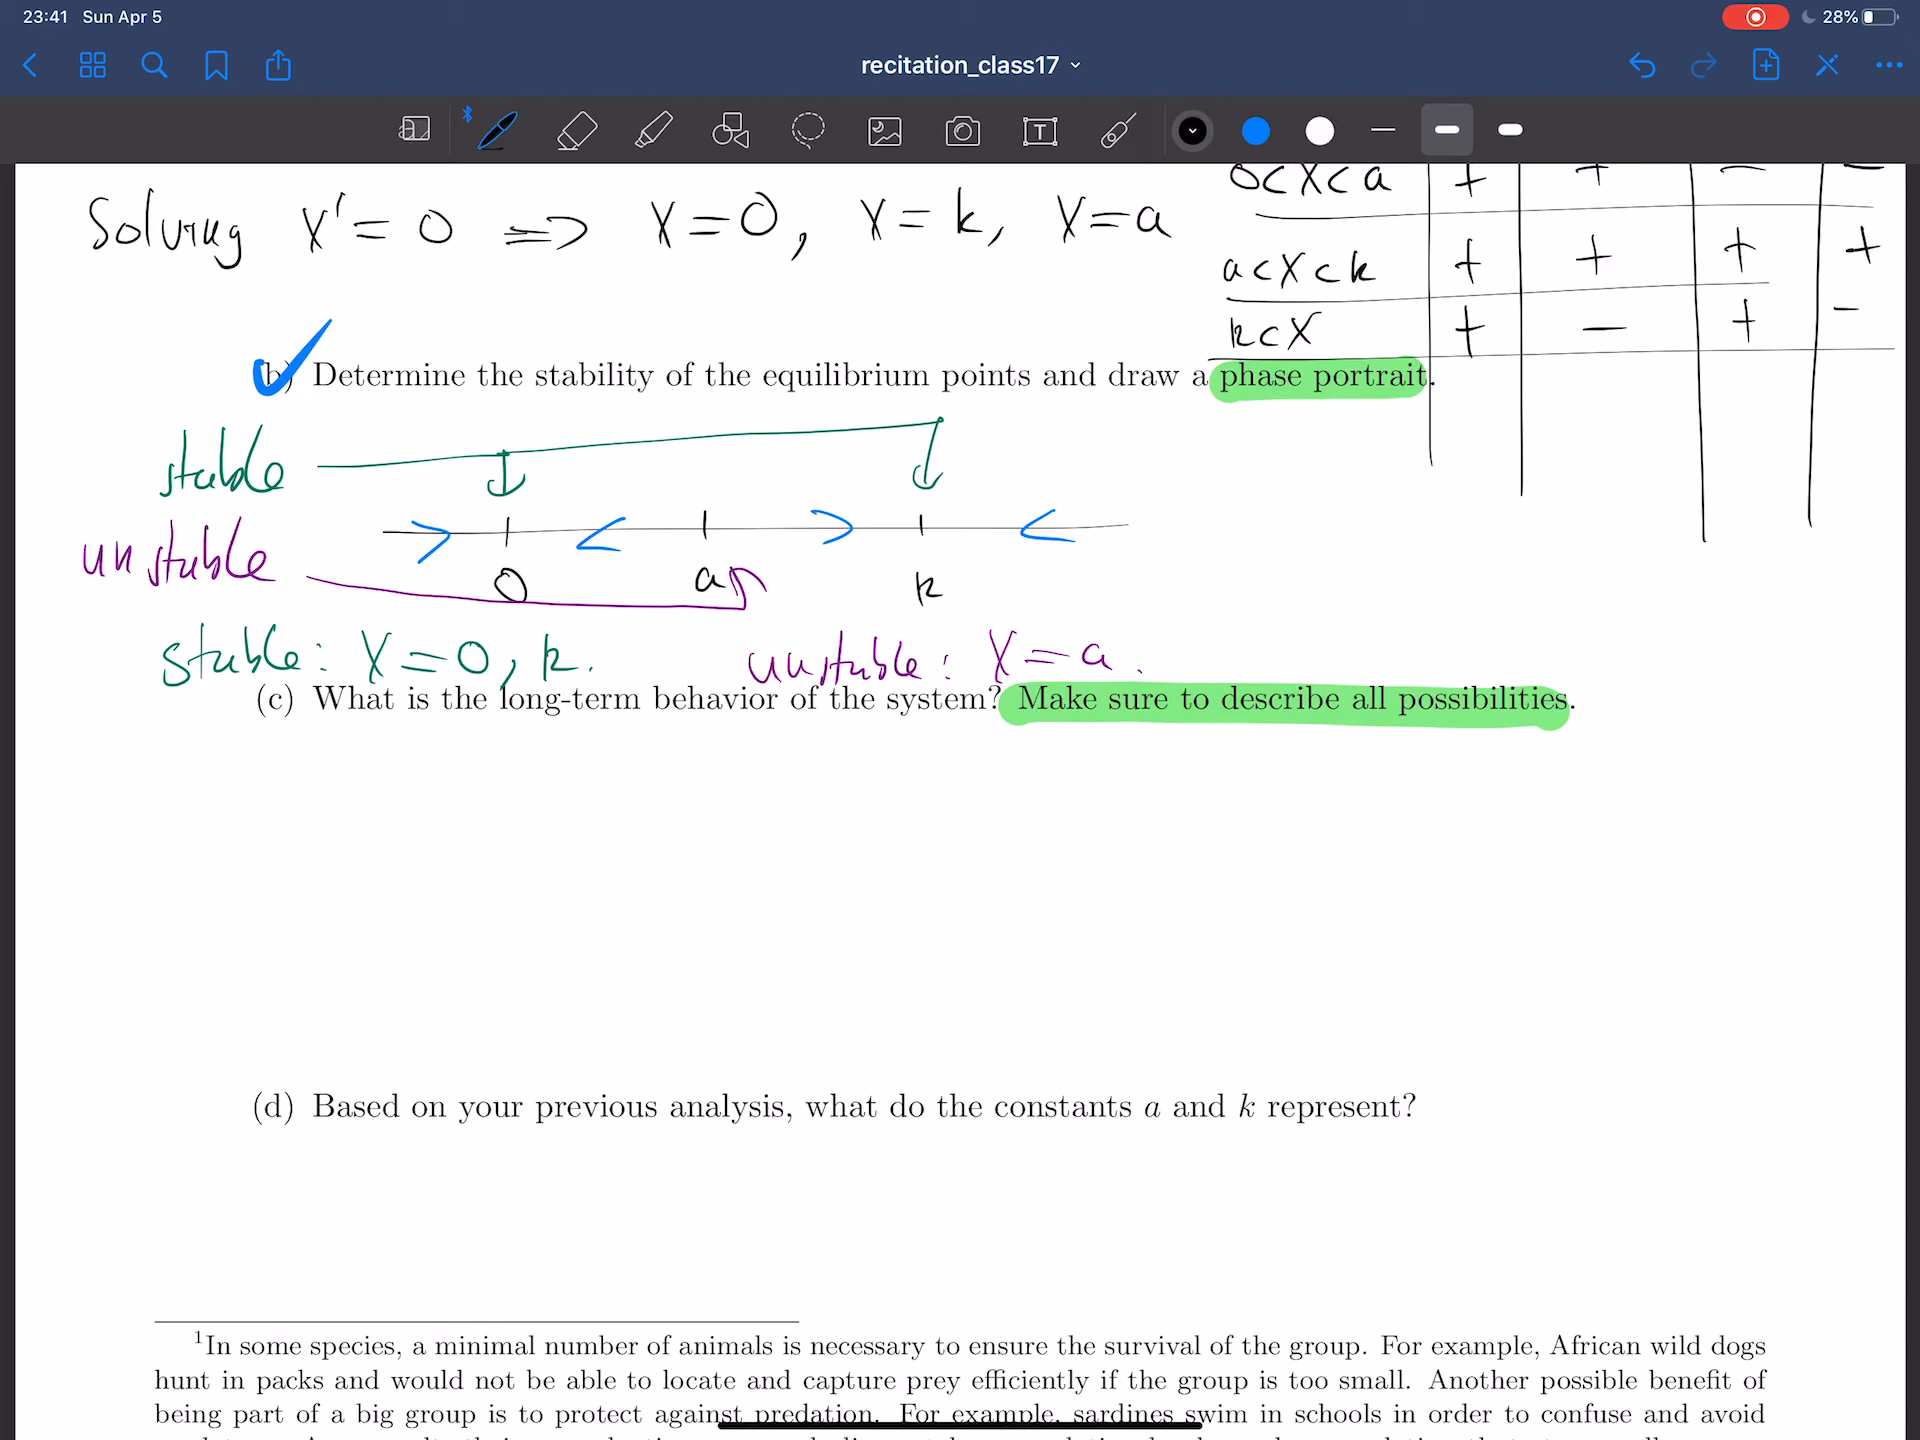 23:41 Sun Apr 5 28%
recitation_class17
Solving X' = 0 => X = 0, X = k, X = a
0<X<a + + − −
a<X<k + + + +
k<X + − + −
b) Determine the stability of the equilibrium points and draw a phase portrait.
stable
unstable
0 a k
stable: X = 0, k. unstable: X = a.
(c) What is the long-term behavior of the system? Make sure to describe all possibilities.
(d) Based on your previous analysis, what do the constants a and k represent?
1In some species, a minimal number of animals is necessary to ensure the survival of the group. For example, African wild dogs
hunt in packs and would not be able to locate and capture prey efficiently if the group is too small. Another possible benefit of
being part of a big group is to protect against predation. For example, sardines swim in schools in order to confuse and avoid